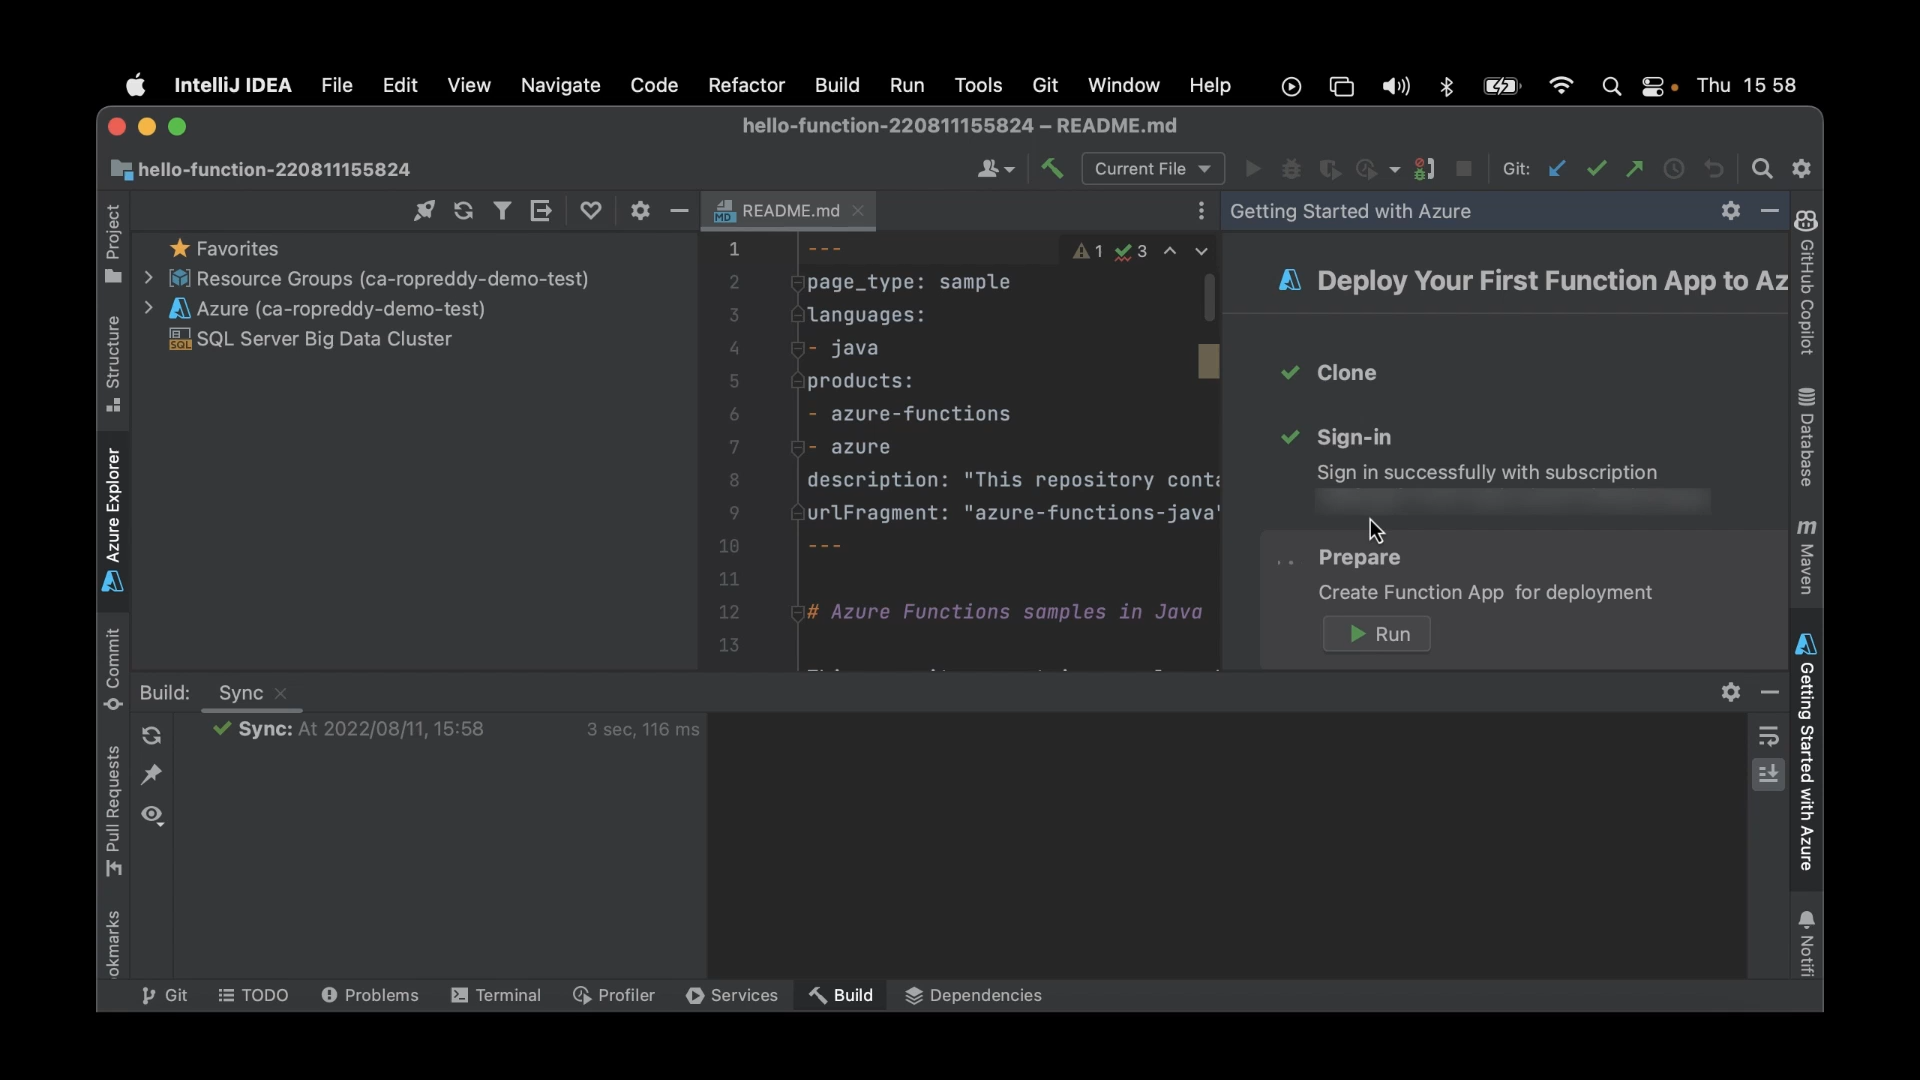 IntelliJ IDEA File Edit View Navigate Code Refactor Build Run Tools Git Window Help Thu 15 58
hello-function-220811155824 – README.md
hello-function-220811155824
Current File
Git:
Project
Structure
Azure Explorer
Commit
Pull Requests
okmarks
Favorites
Resource Groups (ca-ropreddy-demo-test)
Azure (ca-ropreddy-demo-test)
SQL
SQL Server Big Data Cluster
MD README.md
1 3
1 ---
2 page_type: sample
3 languages:
4 - java
5 products:
6 - azure-functions
7 - azure
8 description: "This repository conta
9 urlFragment: "azure-functions-java"
10 ---
11
12 # Azure Functions samples in Java
13
Getting Started with Azure
Deploy Your First Function App to Az
Clone
Sign-in
Sign in successfully with subscription
Prepare
Create Function App for deployment
Run
GitHub Copilot
Database
m Maven
Getting Started with Azure
Notifi
Build: Sync
Sync: At 2022/08/11, 15:58 3 sec, 116 ms
Git TODO Problems Terminal Profiler Services Build Dependencies